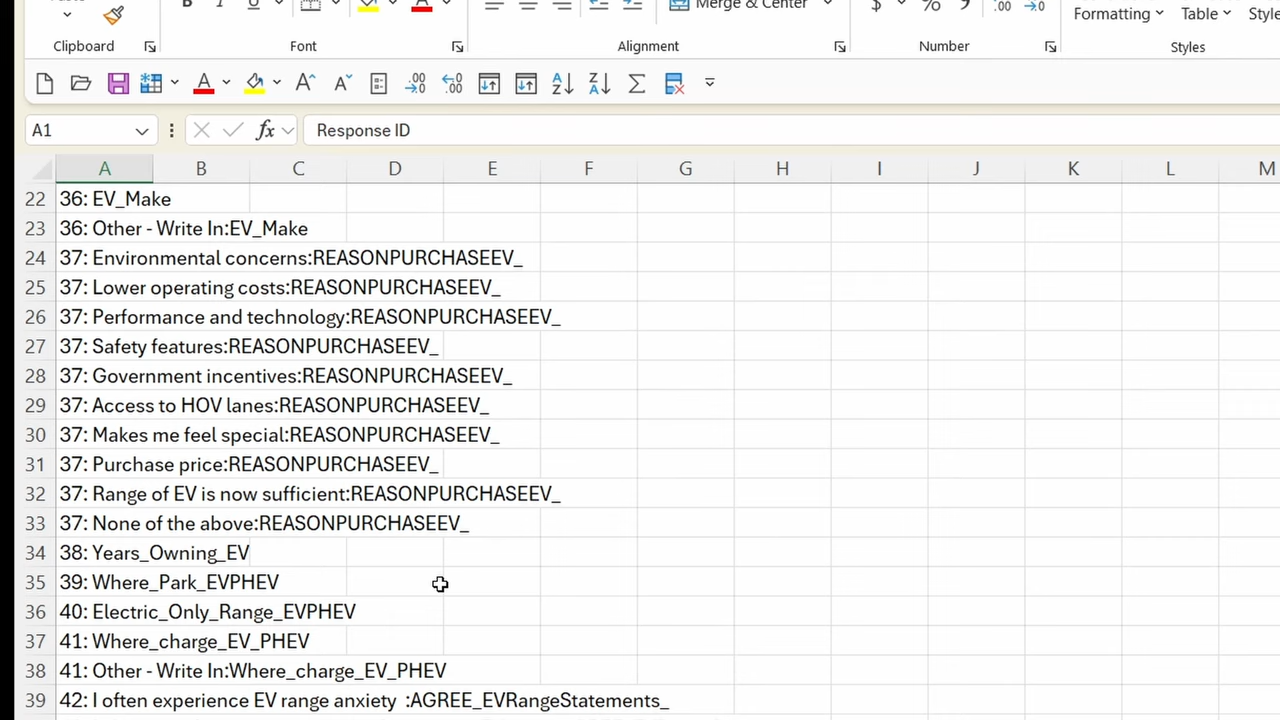 Merge & Center
Formatting Table
Clipboard Font Alignment Number Styles
A1 fx Response ID
A B C D E F G H I J K L M
22 36: EV_Make
23 36: Other - Write In:EV_Make
24 37: Environmental concerns:REASONPURCHASEEV_
25 37: Lower operating costs:REASONPURCHASEEV_
26 37: Performance and technology:REASONPURCHASEEV_
27 37: Safety features:REASONPURCHASEEV_
28 37: Government incentives:REASONPURCHASEEV_
29 37: Access to HOV lanes:REASONPURCHASEEV_
30 37: Makes me feel special:REASONPURCHASEEV_
31 37: Purchase price:REASONPURCHASEEV_
32 37: Range of EV is now sufficient:REASONPURCHASEEV_
33 37: None of the above:REASONPURCHASEEV_
34 38: Years_Owning_EV
35 39: Where_Park_EVPHEV
36 40: Electric_Only_Range_EVPHEV
37 41: Where_charge_EV_PHEV
38 41: Other - Write In:Where_charge_EV_PHEV
39 42: I often experience EV range anxiety  :AGREE_EVRangeStatements_